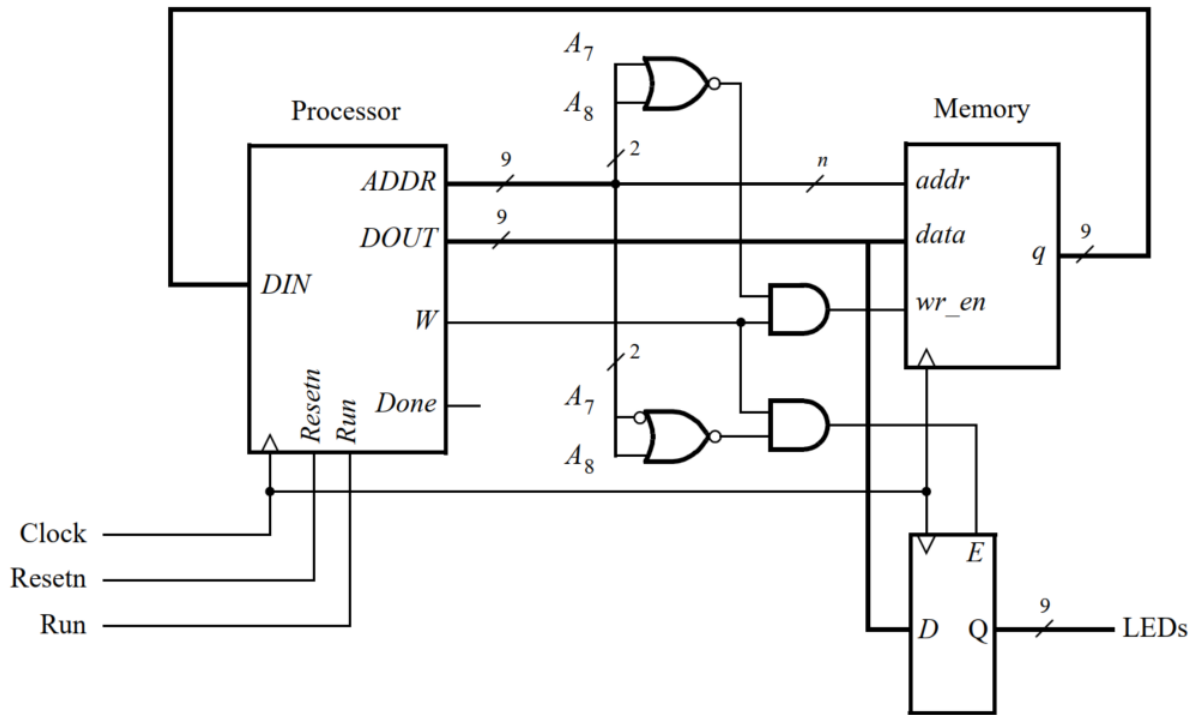 A7
A8
Processor
Memory
ADDR
9
2
n
addr
DOUT
9
data
q
9
DIN
W
wr_en
2
Resetn
Run
Done
A7
A8
Clock
E
Resetn
Run
D
Q
9
LEDs